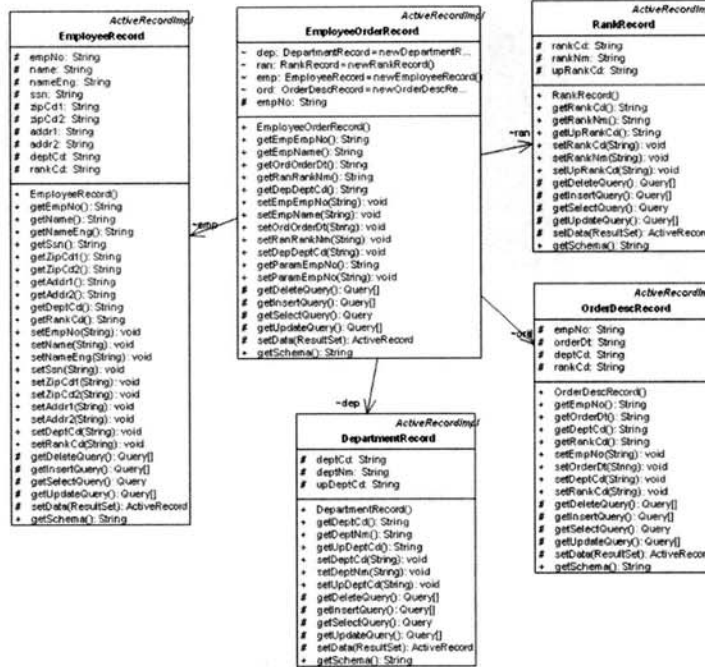 ActiveRecordImpl
EmployeeRecord
# empNo: String
# name: String
# nameEng: String
# ssn: String
# zipCd1: String
# zipCd2: String
# addr1: String
# addr2: String
# deptCd: String
# rankCd: String
+ EmployeeRecord()
+ getEmpNo(): String
+ getName(): String
+ getNameEng(): String
+ getSsn(): String
+ getZipCd1(): String
+ getZipCd2(): String
+ getAddr1(): String
+ getAddr2(): String
+ getDeptCd(): String
+ getRankCd(): String
+ setEmpNo(String): void
+ setName(String): void
+ setNameEng(String): void
+ setSsn(String): void
+ setZipCd1(String): void
+ setZipCd2(String): void
+ setAddr1(String): void
+ setAddr2(String): void
+ setDeptCd(String): void
+ setRankCd(String): void
# getDeleteQuery(): Query[]
# getInsertQuery(): Query[]
# getSelectQuery(): Query
# getUpdateQuery(): Query[]
# setData(ResultSet): ActiveRecord
+ getSchema(): String
~emp
ActiveRecordImpl
EmployeeOrderRecord
~ dep: DepartmentRecord = newDepartmentR...
~ ran: RankRecord = newRankRecord()
~ emp: EmployeeRecord = newEmployeeRecord()
~ ord: OrderDescRecord = newOrderDescRe...
# empNo: String
+ EmployeeOrderRecord()
+ getEmpEmpNo(): String
+ getEmpName(): String
+ getOrdOrderDt(): String
+ getRanRankNm(): String
+ getDepDeptCd(): String
+ setEmpEmpNo(String): void
+ setEmpName(String): void
+ setOrdOrderDt(String): void
+ setRanRankNm(String): void
+ setDepDeptCd(String): void
+ getParamEmpNo(): String
+ setParamEmpNo(String): void
# getDeleteQuery(): Query[]
# getInsertQuery(): Query[]
# getSelectQuery(): Query
# getUpdateQuery(): Query[]
# setData(ResultSet): ActiveRecord
+ getSchema(): String
~ran
~ord
~dep
ActiveRecordImpl
RankRecord
# rankCd: String
# rankNm: String
# upRankCd: String
+ RankRecord()
+ getRankCd(): String
+ getRankNm(): String
+ getUpRankCd(): String
+ setRankCd(String): void
+ setRankNm(String): void
+ setUpRankCd(String): void
# getDeleteQuery(): Query[]
# getInsertQuery(): Query[]
# getSelectQuery(): Query
# getUpdateQuery(): Query[]
# setData(ResultSet): ActiveRecord
+ getSchema(): String
ActiveRecordImpl
OrderDescRecord
# empNo: String
# orderDt: String
# deptCd: String
# rankCd: String
+ OrderDescRecord()
+ getEmpNo(): String
+ getOrderDt(): String
+ getDeptCd(): String
+ getRankCd(): String
+ setEmpNo(String): void
+ setOrderDt(String): void
+ setDeptCd(String): void
+ setRankCd(String): void
# getDeleteQuery(): Query[]
# getInsertQuery(): Query[]
# getSelectQuery(): Query
# getUpdateQuery(): Query[]
# setData(ResultSet): ActiveRecord
+ getSchema(): String
ActiveRecordImpl
DepartmentRecord
# deptCd: String
# deptNm: String
# upDeptCd: String
+ DepartmentRecord()
+ getDeptCd(): String
+ getDeptNm(): String
+ getUpDeptCd(): String
+ setDeptCd(String): void
+ setDeptNm(String): void
+ setUpDeptCd(String): void
# getDeleteQuery(): Query[]
# getInsertQuery(): Query[]
# getSelectQuery(): Query
# getUpdateQuery(): Query[]
# setData(ResultSet): ActiveRecord
+ getSchema(): String